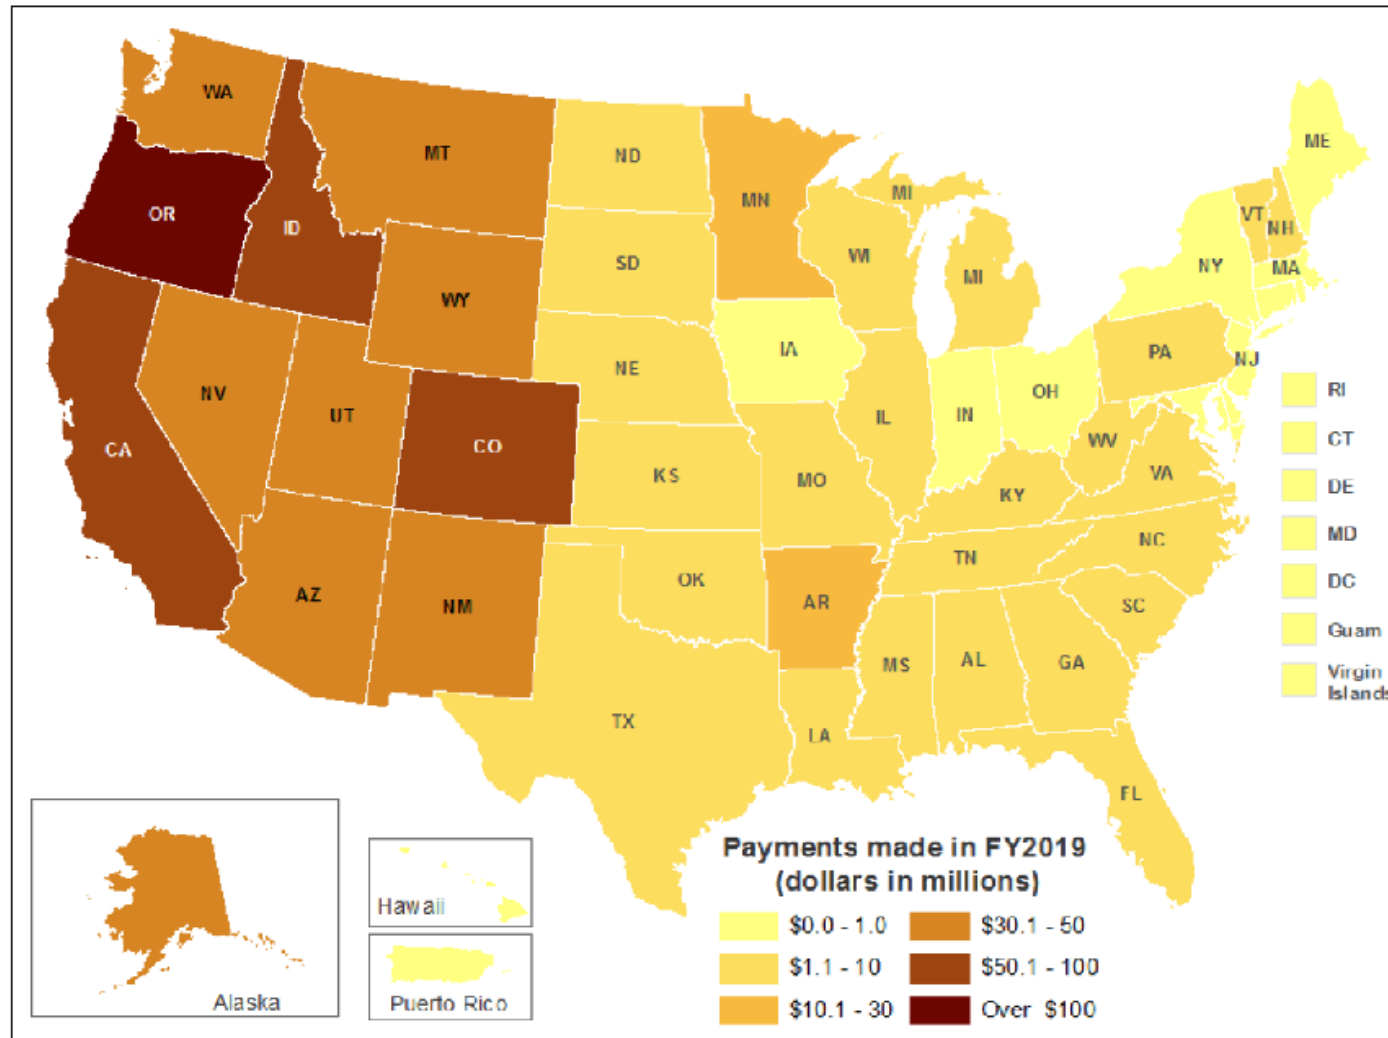 WA
MT
ND
MN
ME
OR
ID
MI
VT
NH
SD
WI
NY
MA
WY
MI
NE
IA
PA
NJ
NV
UT
IL
IN
OH
RI
CA
CO
WV
CT
KS
MO
KY
VA
DE
MD
AZ
NM
OK
AR
TN
NC
DC
SC
Guam
MS
AL
GA
Virgin
Islands
TX
LA
FL
Payments made in FY2019
(dollars in millions)
Hawaii
$0.0 - 1.0
$30.1 - 50
$1.1 - 10
$50.1 - 100
Alaska
Puerto Rico
$10.1 - 30
Over $100